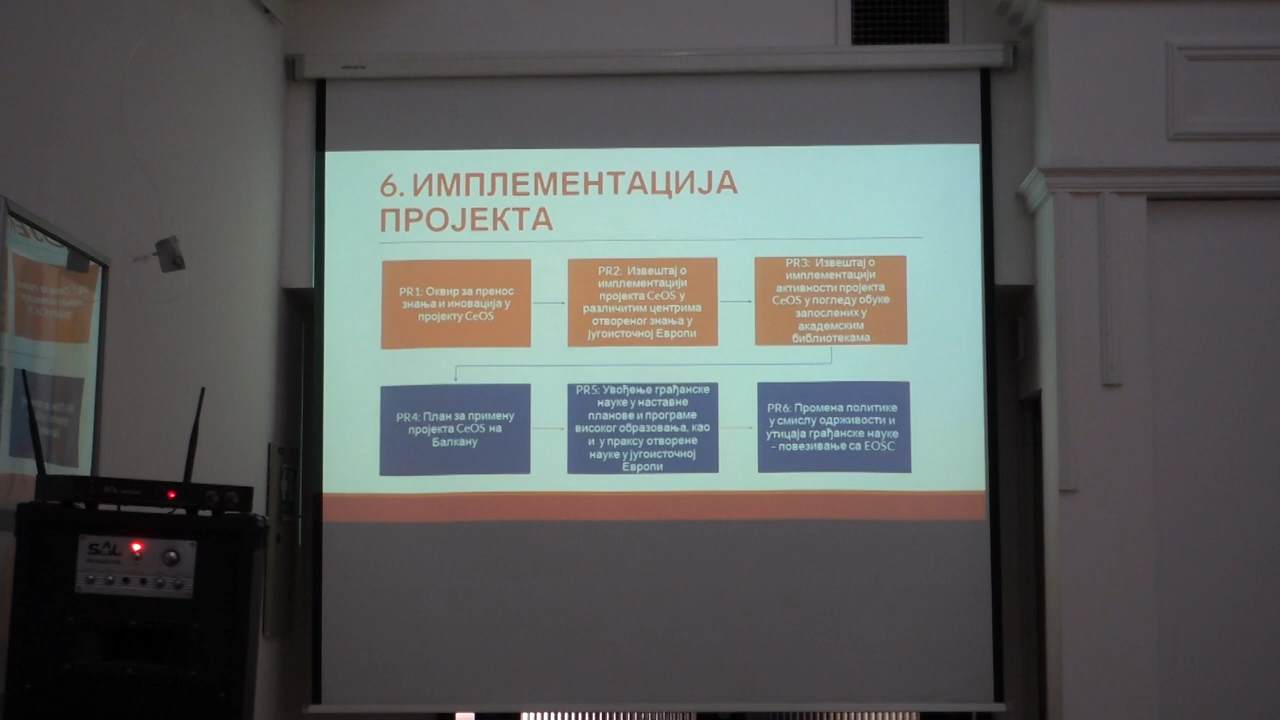 6. ИМПЛЕМЕНТАЦИЈА
ПРОЈЕКТА
PR1: Оквир за пренос
знања и иновација у
пројекту CeOS
PR2: Извештај о
имплементацији
пројекта CeOS у
различитим центрима
отвореног знања у
југоисточној Европи
PR3: Извештај о
имплементацији
активности пројекта
CeOS у погледу обуке
запослених у
академским
библиотекама
PR4: План за примену
пројекта CeOS на
Балкану
PR5: Увођење грађанске
науке у наставне
планове и програме
високог образовања, као
и у праксу отворене
науке у југоисточној
Европи
PR6: Промена политике
у смислу одрживости и
утицаја грађанске науке
- повезивање са EOSC
SAL